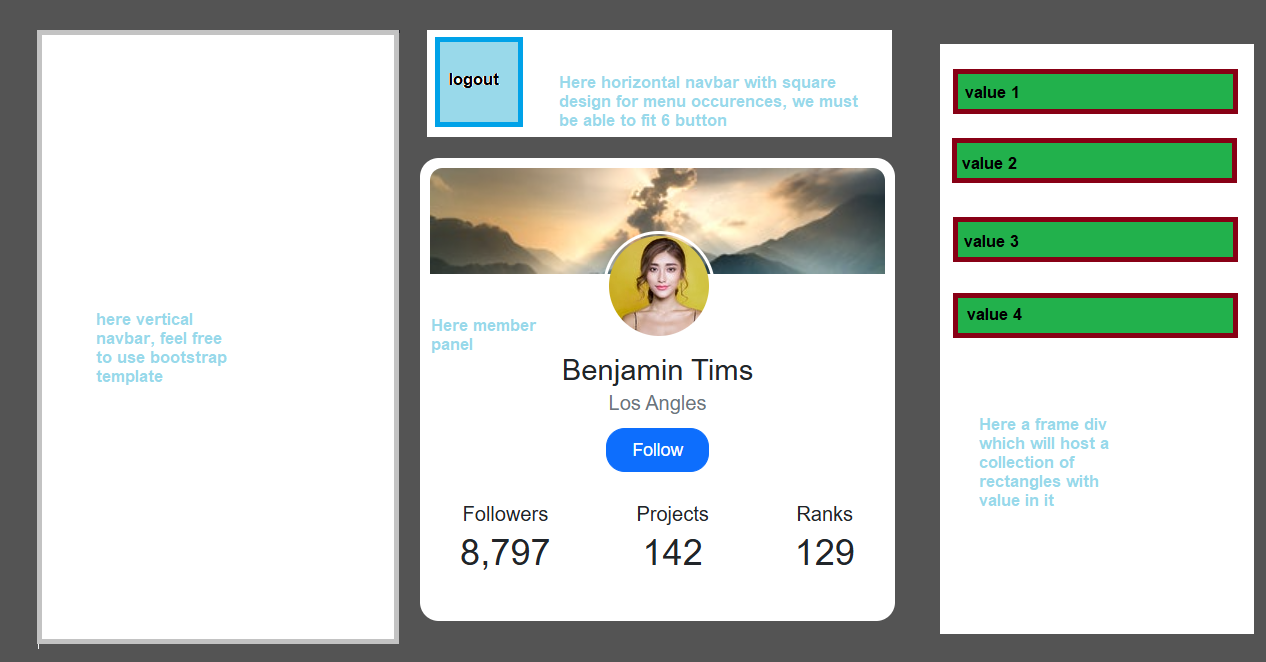 here vertical
navbar, feel free
to use bootstrap
template
logout
Here horizontal navbar with square
design for menu occurences, we must
be able to fit 6 button
Here member
panel
Benjamin Tims
Los Angles
Follow
Followers
Projects
Ranks
8,797
142
129
value 1
value 2
value 3
value 4
Here a frame div
which will host a
collection of
rectangles with
value in it